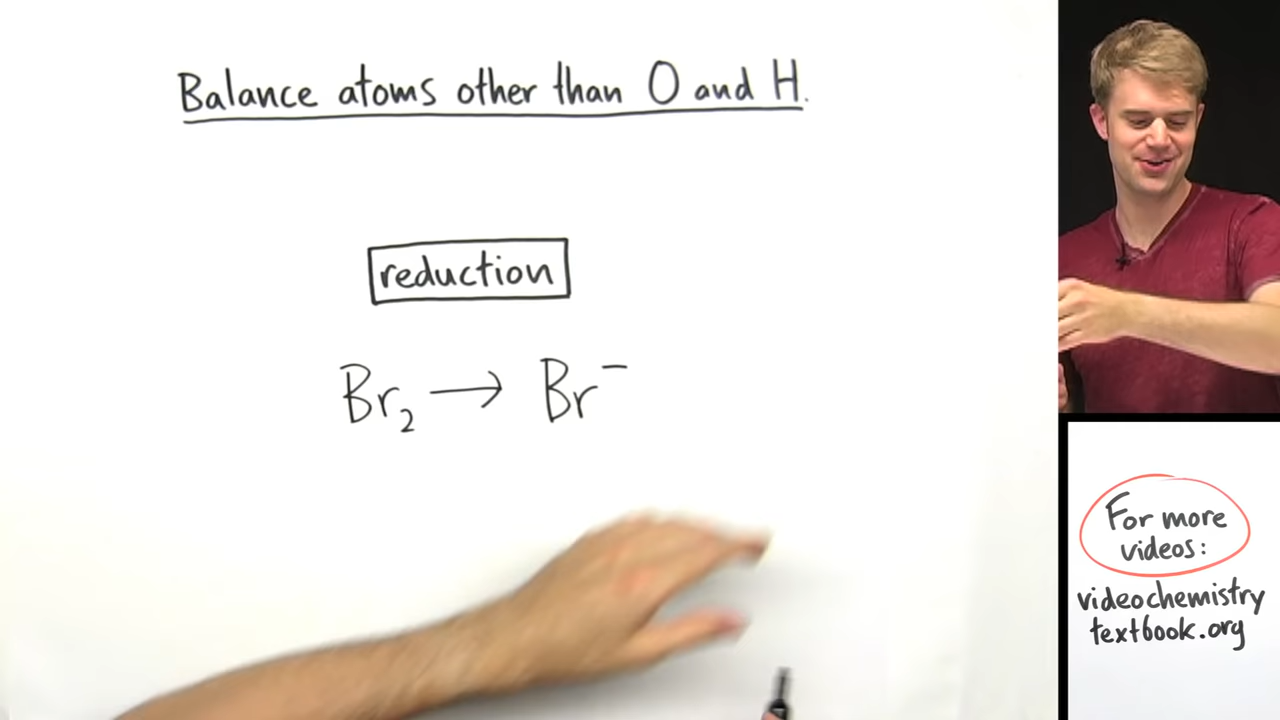 Balance atoms other than O and H.
reduction
Br₂ → Br⁻
For more
videos:
videochemistry
textbook.org